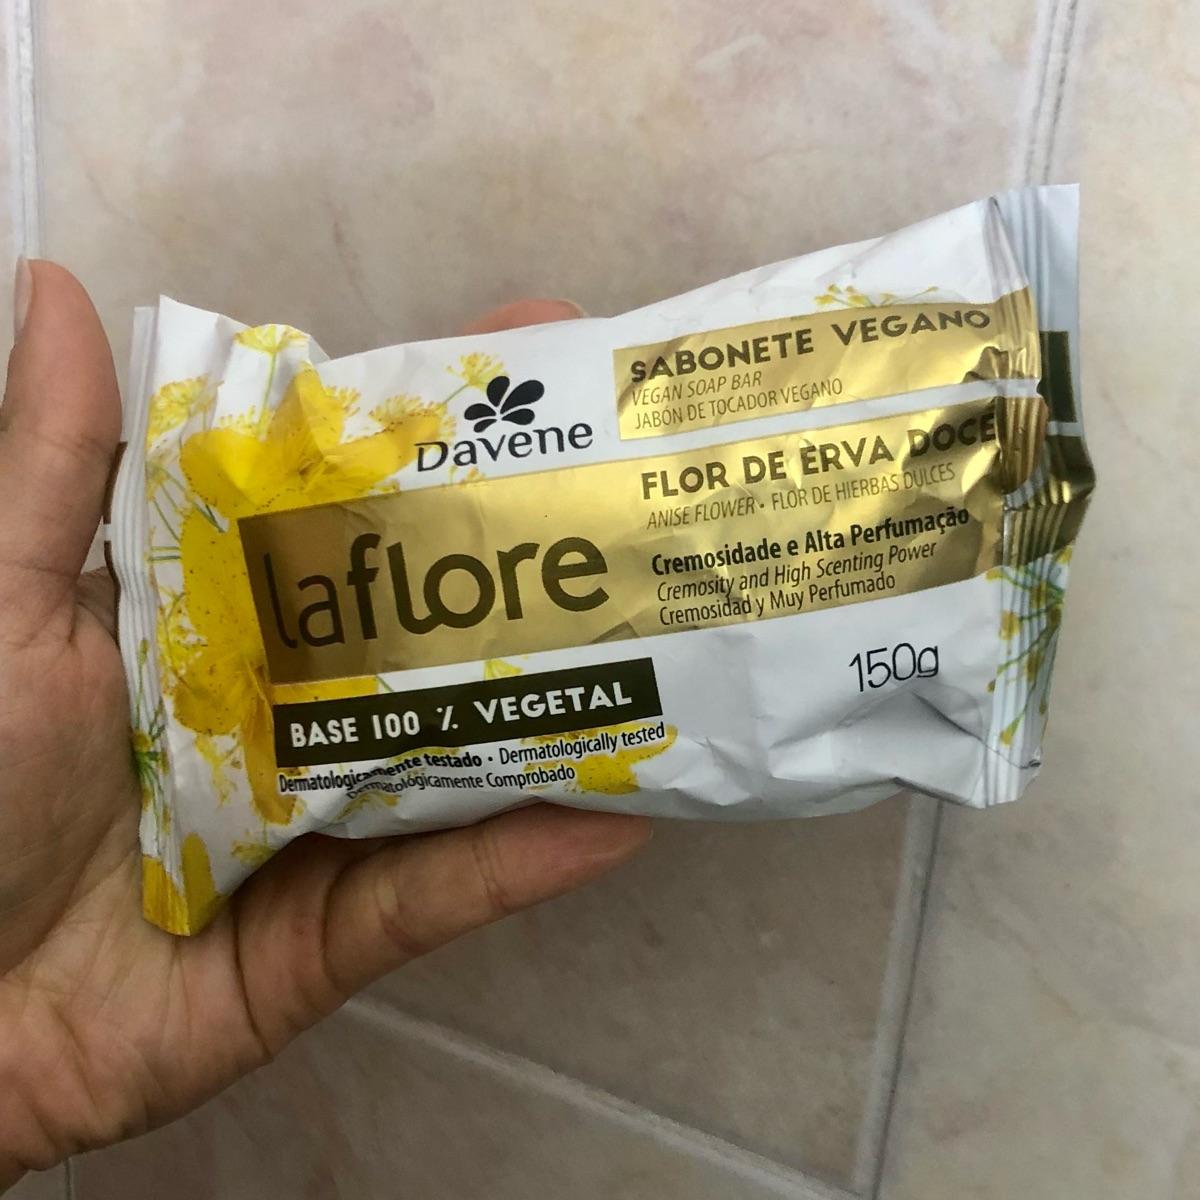 Davene
laflore
SABONETE VEGANO
VEGAN SOAP BAR
JABÓN DE TOCADOR VEGANO
FLOR DE ERVA DOCE
ANISE FLOWER • FLOR DE HIERBAS DULCES
Cremosidade e Alta Perfumação
Cremosity and High Scenting Power
Cremosidad y Muy Perfumado
150g
BASE 100 % VEGETAL
Dermatologicamente testado • Dermatologically tested
Dermatológicamente Comprobado